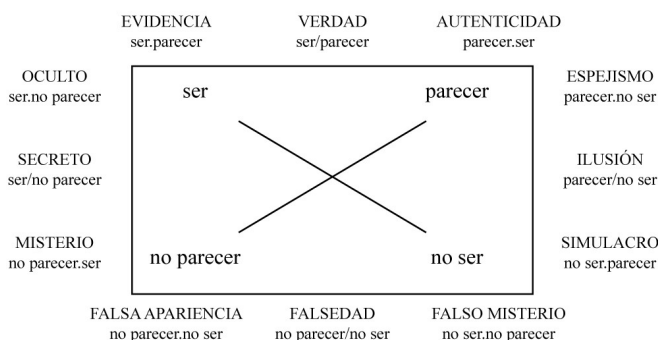 EVIDENCIA VERDAD AUTENTICIDAD
ser.parecer ser/parecer parecer.ser
OCULTO ESPEJISMO
ser.no parecer ser parecer parecer.no ser
SECRETO ILUSIÓN
ser/no parecer parecer/no ser
MISTERIO SIMULACRO
no parecer.ser no parecer no ser no ser.parecer
FALSA APARIENCIA FALSEDAD FALSO MISTERIO
no parecer.no ser no parecer/no ser no ser.no parecer